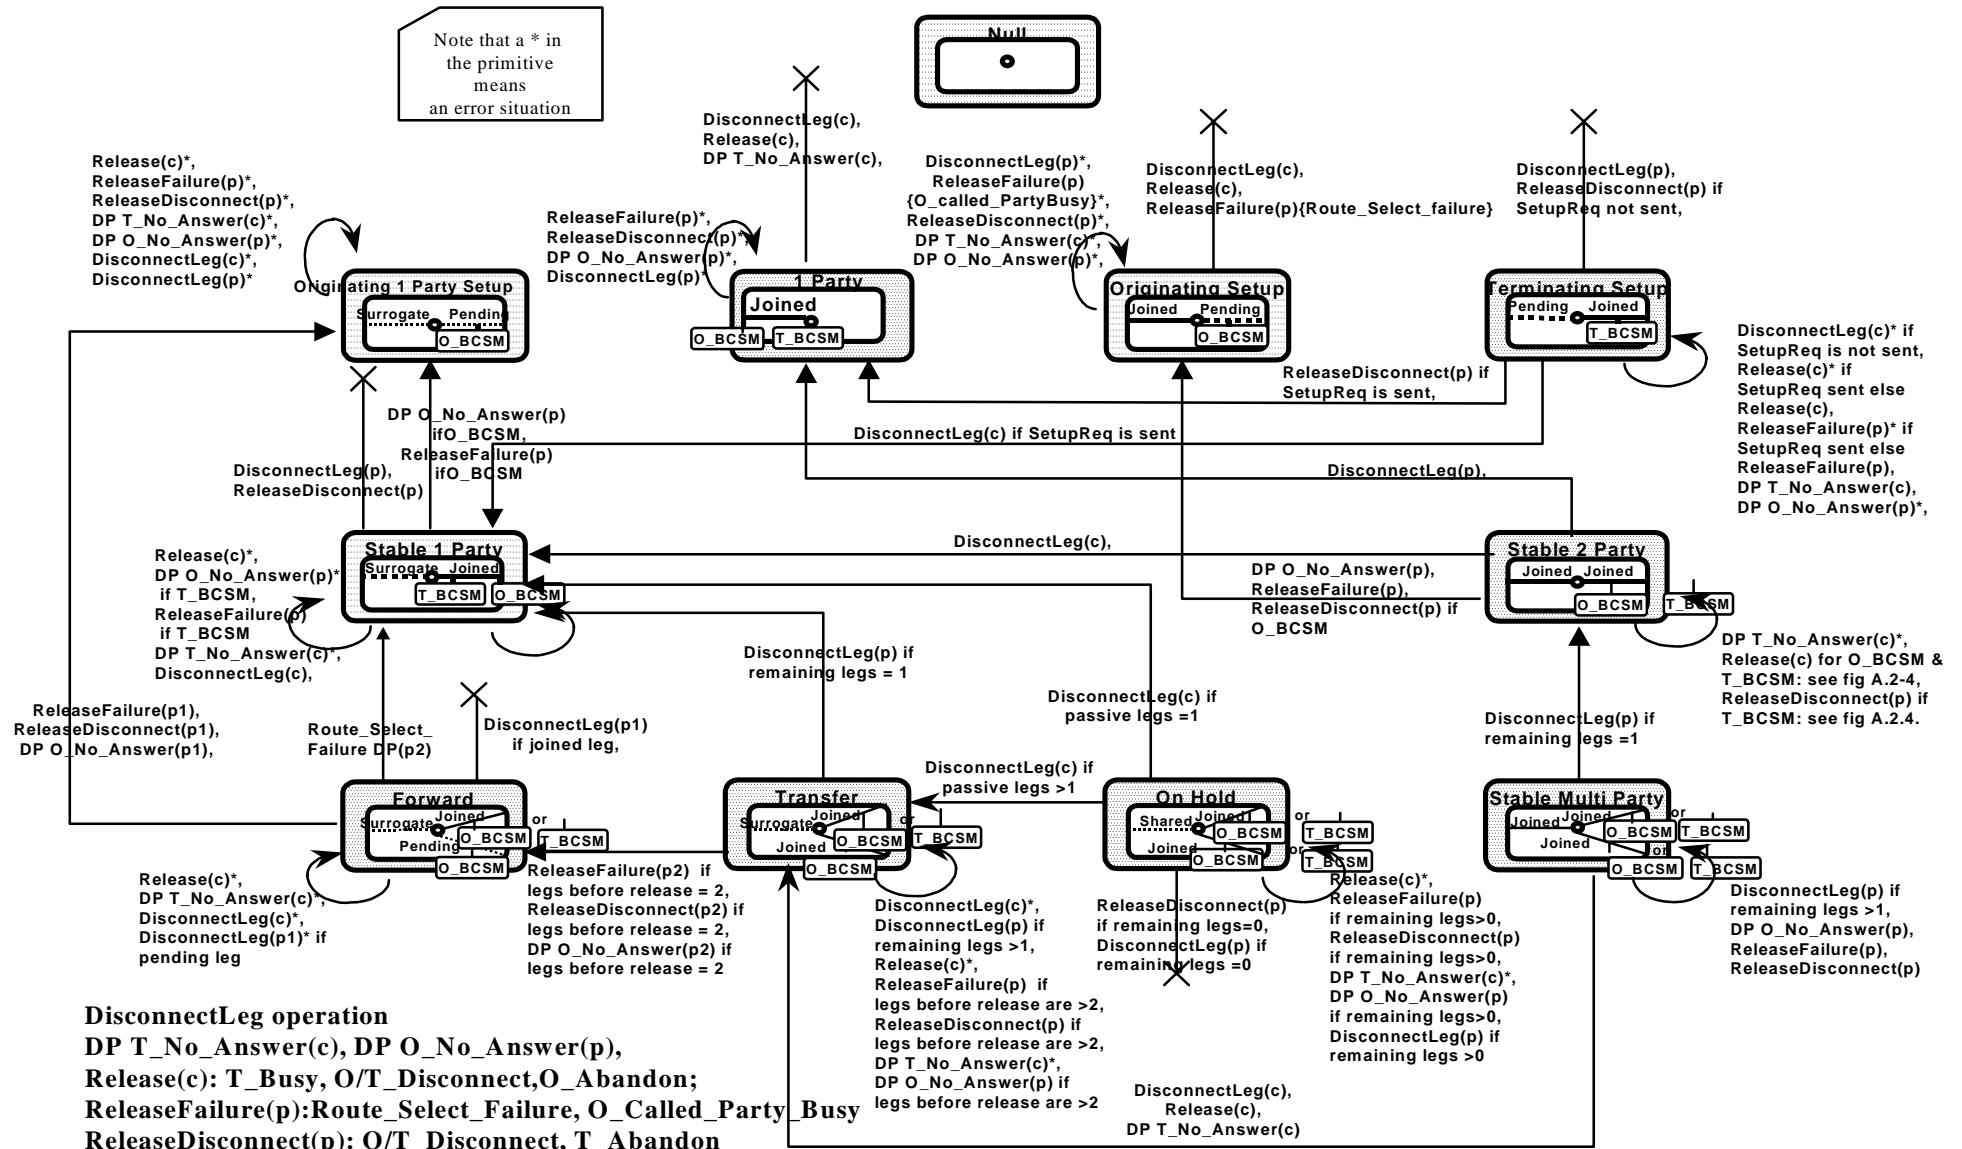 Note that a * in
the primitive
means
an error situation
Null
DisconnectLeg(c),
Release(c),
DP T_No_Answer(c),
Release(c)*,
ReleaseFailure(p)*,
ReleaseDisconnect(p)*,
DP T_No_Answer(c)*,
DP O_No_Answer(p)*,
DisconnectLeg(c)*,
DisconnectLeg(p)*
ReleaseFailure(p)*,
ReleaseDisconnect(p)*,
DP O_No_Answer(p)*,
DisconnectLeg(p)*
DisconnectLeg(p)*,
ReleaseFailure(p)
{O_called_PartyBusy}*,
ReleaseDisconnect(p)*,
DP T_No_Answer(c)*,
DP O_No_Answer(p)*,
DisconnectLeg(c),
Release(c),
ReleaseFailure(p){Route_Select_failure}
DisconnectLeg(p),
ReleaseDisconnect(p) if
SetupReq not sent,
Originating 1 Party Setup
Surrogate Pending
O_BCSM
1 Party
Joined
O_BCSM T_BCSM
Originating Setup
Joined Pending
O_BCSM
Terminating Setup
Pending Joined
T_BCSM
DisconnectLeg(c)* if
SetupReq is not sent,
Release(c)* if
SetupReq sent else
Release(c),
ReleaseFailure(p)* if
SetupReq sent else
ReleaseFailure(p),
DP T_No_Answer(c),
DP O_No_Answer(p)*,
ReleaseDisconnect(p) if
SetupReq is sent,
DP O_No_Answer(p)
ifO_BCSM,
ReleaseFailure(p)
ifO_BCSM
DisconnectLeg(c) if SetupReq is sent
DisconnectLeg(p),
ReleaseDisconnect(p)
DisconnectLeg(p),
Stable 1 Party
Surrogate Joined
T_BCSM O_BCSM
DisconnectLeg(c),
Stable 2 Party
Joined Joined
O_BCSM T_BCSM
Release(c)*,
DP O_No_Answer(p)*
if T_BCSM,
ReleaseFailure(p)
if T_BCSM
DP T_No_Answer(c)*,
DisconnectLeg(c),
DP O_No_Answer(p),
ReleaseFailure(p),
ReleaseDisconnect(p) if
O_BCSM
DP T_No_Answer(c)*,
Release(c) for O_BCSM &
T_BCSM: see fig A.2-4,
ReleaseDisconnect(p) if
T_BCSM: see fig A.2.4.
DisconnectLeg(p) if
remaining legs = 1
DisconnectLeg(c) if
passive legs =1
DisconnectLeg(p) if
remaining legs =1
ReleaseFailure(p1),
ReleaseDisconnect(p1),
DP O_No_Answer(p1),
Route_Select_
Failure DP(p2)
DisconnectLeg(p1)
if joined leg,
DisconnectLeg(c) if
passive legs >1
Forward
Surrogate Joined
Pending
O_BCSM or T_BCSM
O_BCSM
Transfer
Surrogate Joined
Joined
O_BCSM or T_BCSM
O_BCSM
On Hold
Shared Joined
Joined
O_BCSM or T_BCSM
O_BCSM or T_BCSM
Stable Multi Party
Joined Joined
Joined
O_BCSM or T_BCSM
O_BCSM or T_BCSM
Release(c)*,
DP T_No_Answer(c)*,
DisconnectLeg(c)*,
DisconnectLeg(p1)* if
pending leg
ReleaseFailure(p2) if
legs before release = 2,
ReleaseDisconnect(p2) if
legs before release = 2,
DP O_No_Answer(p2) if
legs before release = 2
DisconnectLeg(c)*,
DisconnectLeg(p) if
remaining legs >1,
Release(c)*,
ReleaseFailure(p) if
legs before release are >2,
ReleaseDisconnect(p) if
legs before release are >2,
DP T_No_Answer(c)*,
DP O_No_Answer(p) if
legs before release are >2
ReleaseDisconnect(p)
if remaining legs=0,
DisconnectLeg(p) if
remaining legs =0
Release(c)*,
ReleaseFailure(p)
if remaining legs>0,
ReleaseDisconnect(p)
if remaining legs>0,
DP T_No_Answer(c)*,
DP O_No_Answer(p)
if remaining legs>0,
DisconnectLeg(p) if
remaining legs >0
DisconnectLeg(p) if
remaining legs >1,
DP O_No_Answer(p),
ReleaseFailure(p),
ReleaseDisconnect(p)
DisconnectLeg(c),
Release(c),
DP T_No_Answer(c)
DisconnectLeg operation
DP T_No_Answer(c), DP O_No_Answer(p),
Release(c): T_Busy, O/T_Disconnect,O_Abandon;
ReleaseFailure(p):Route_Select_Failure, O_Called_Party_Busy
ReleaseDisconnect(p): O/T_Disconnect, T_Abandon